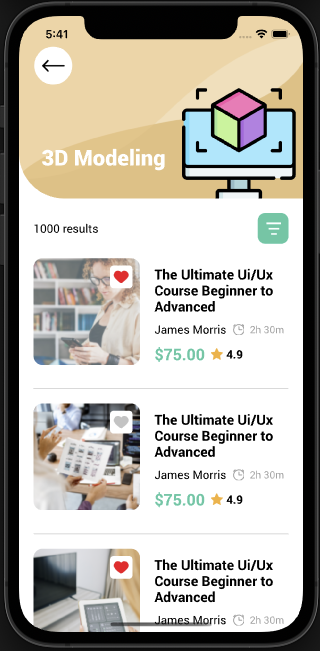 5:41
3D Modeling
1000 results
The Ultimate Ui/Ux
Course Beginner to
Advanced
James Morris 2h 30m
$75.00 4.9
The Ultimate Ui/Ux
Course Beginner to
Advanced
James Morris 2h 30m
$75.00 4.9
The Ultimate Ui/Ux
Course Beginner to
Advanced
James Morris 2h 30m